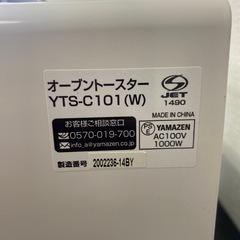 オーブントースター
YTS-C101(W)
お客様ご相談窓口
0570-019-700
info_a@yamazen.co.jp
製造番号 2002236-14BY
S JET
1490
MADE IN CHINA
PS E YAMAZEN
AC100V
1000W